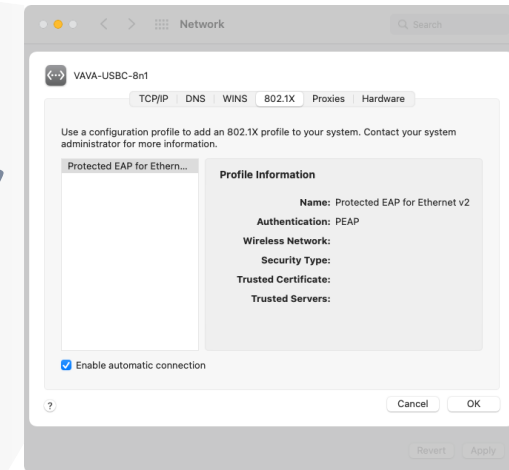 Network
Search
VAVA-USBC-8n1
TCP/IP DNS WINS 802.1X Proxies Hardware
Use a configuration profile to add an 802.1X profile to your system. Contact your system
administrator for more information.
Protected EAP for Ethern...
Profile Information
Name: Protected EAP for Ethernet v2
Authentication: PEAP
Wireless Network:
Security Type:
Trusted Certificate:
Trusted Servers:
Enable automatic connection
? Cancel OK
Revert Apply